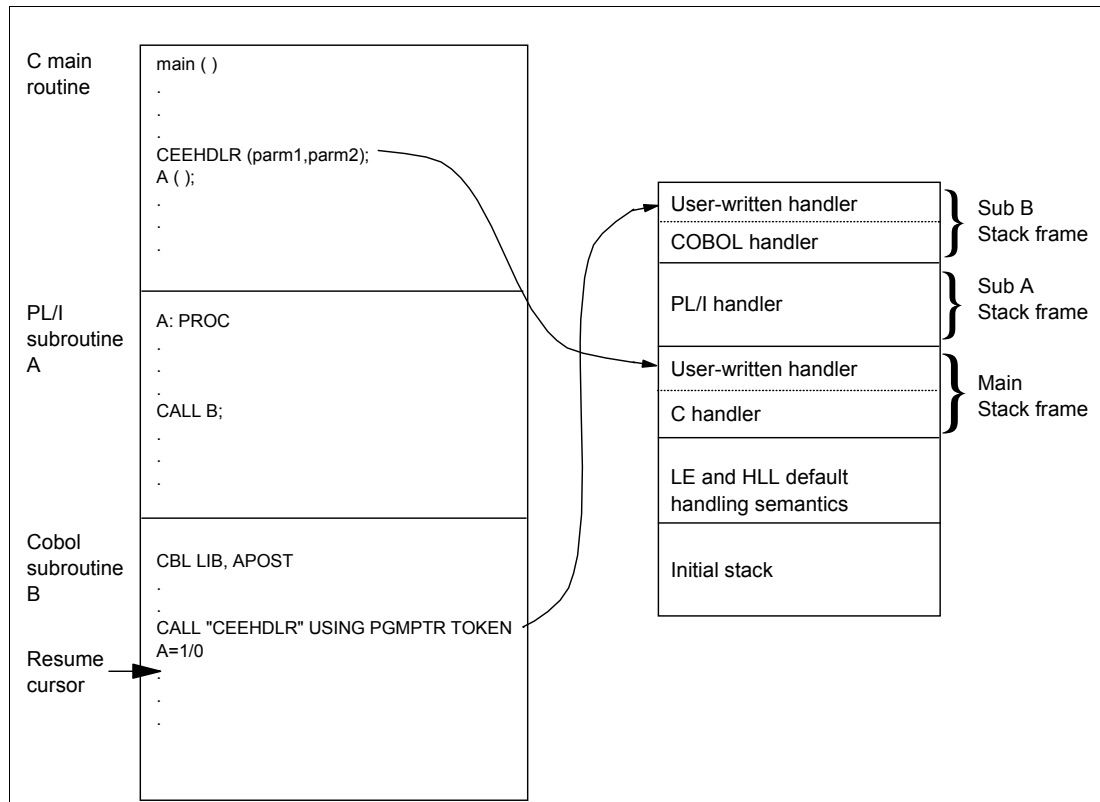 C main
routine
main ( )
.
.
.
CEEHDLR (parm1,parm2);
A ( );
.
.
.
PL/I
subroutine
A
A: PROC
.
.
.
CALL B;
.
.
.
Cobol
subroutine
B
CBL LIB, APOST
.
.
CALL "CEEHDLR" USING PGMPTR TOKEN
A=1/0
Resume
cursor
.
.
.
User-written handler
COBOL handler
Sub B
Stack frame
PL/I handler
Sub A
Stack frame
User-written handler
C handler
Main
Stack frame
LE and HLL default
handling semantics
Initial stack